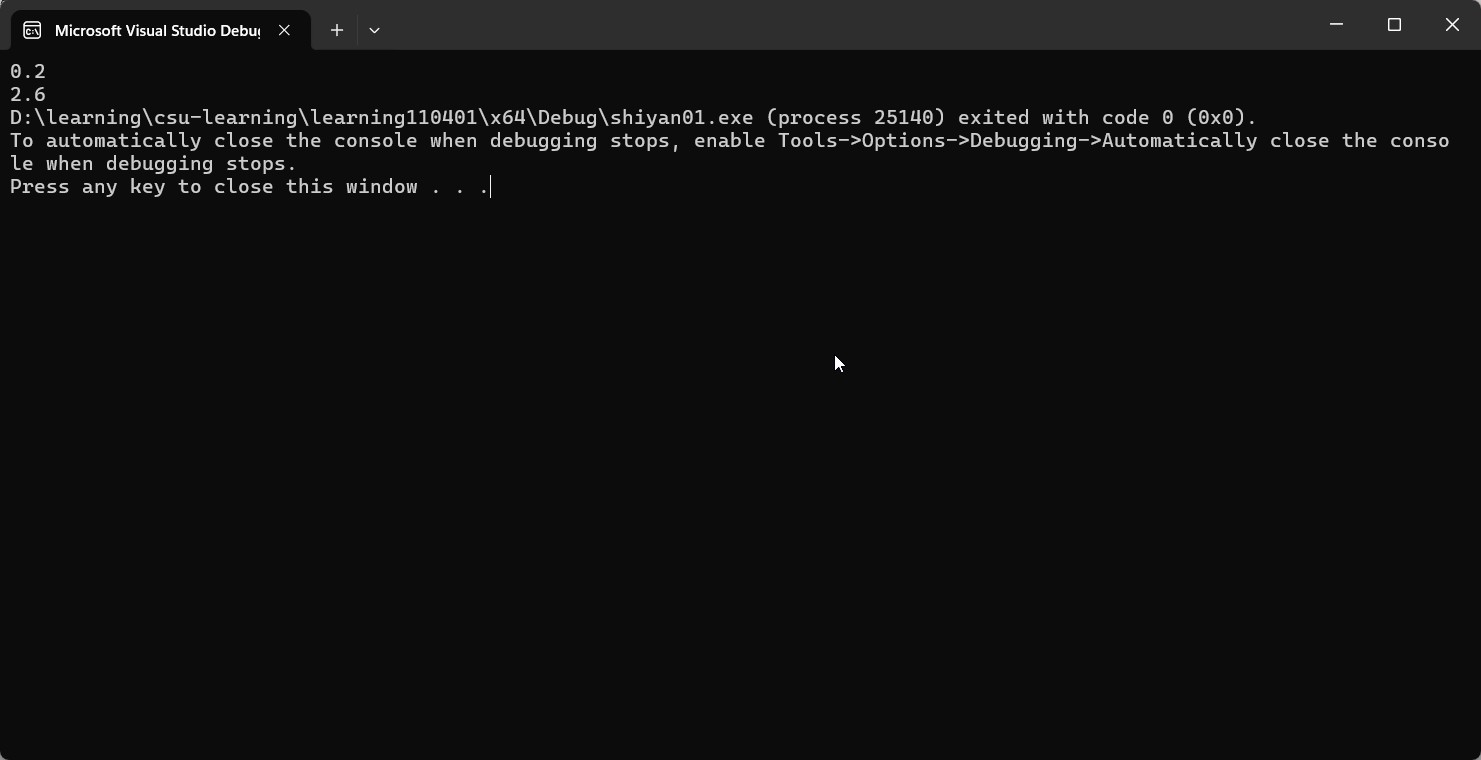 Microsoft Visual Studio Debug
0.2
2.6
D:\learning\csu-learning\learning110401\x64\Debug\shiyan01.exe (process 25140) exited with code 0 (0x0).
To automatically close the console when debugging stops, enable Tools->Options->Debugging->Automatically close the conso
le when debugging stops.
Press any key to close this window . . .